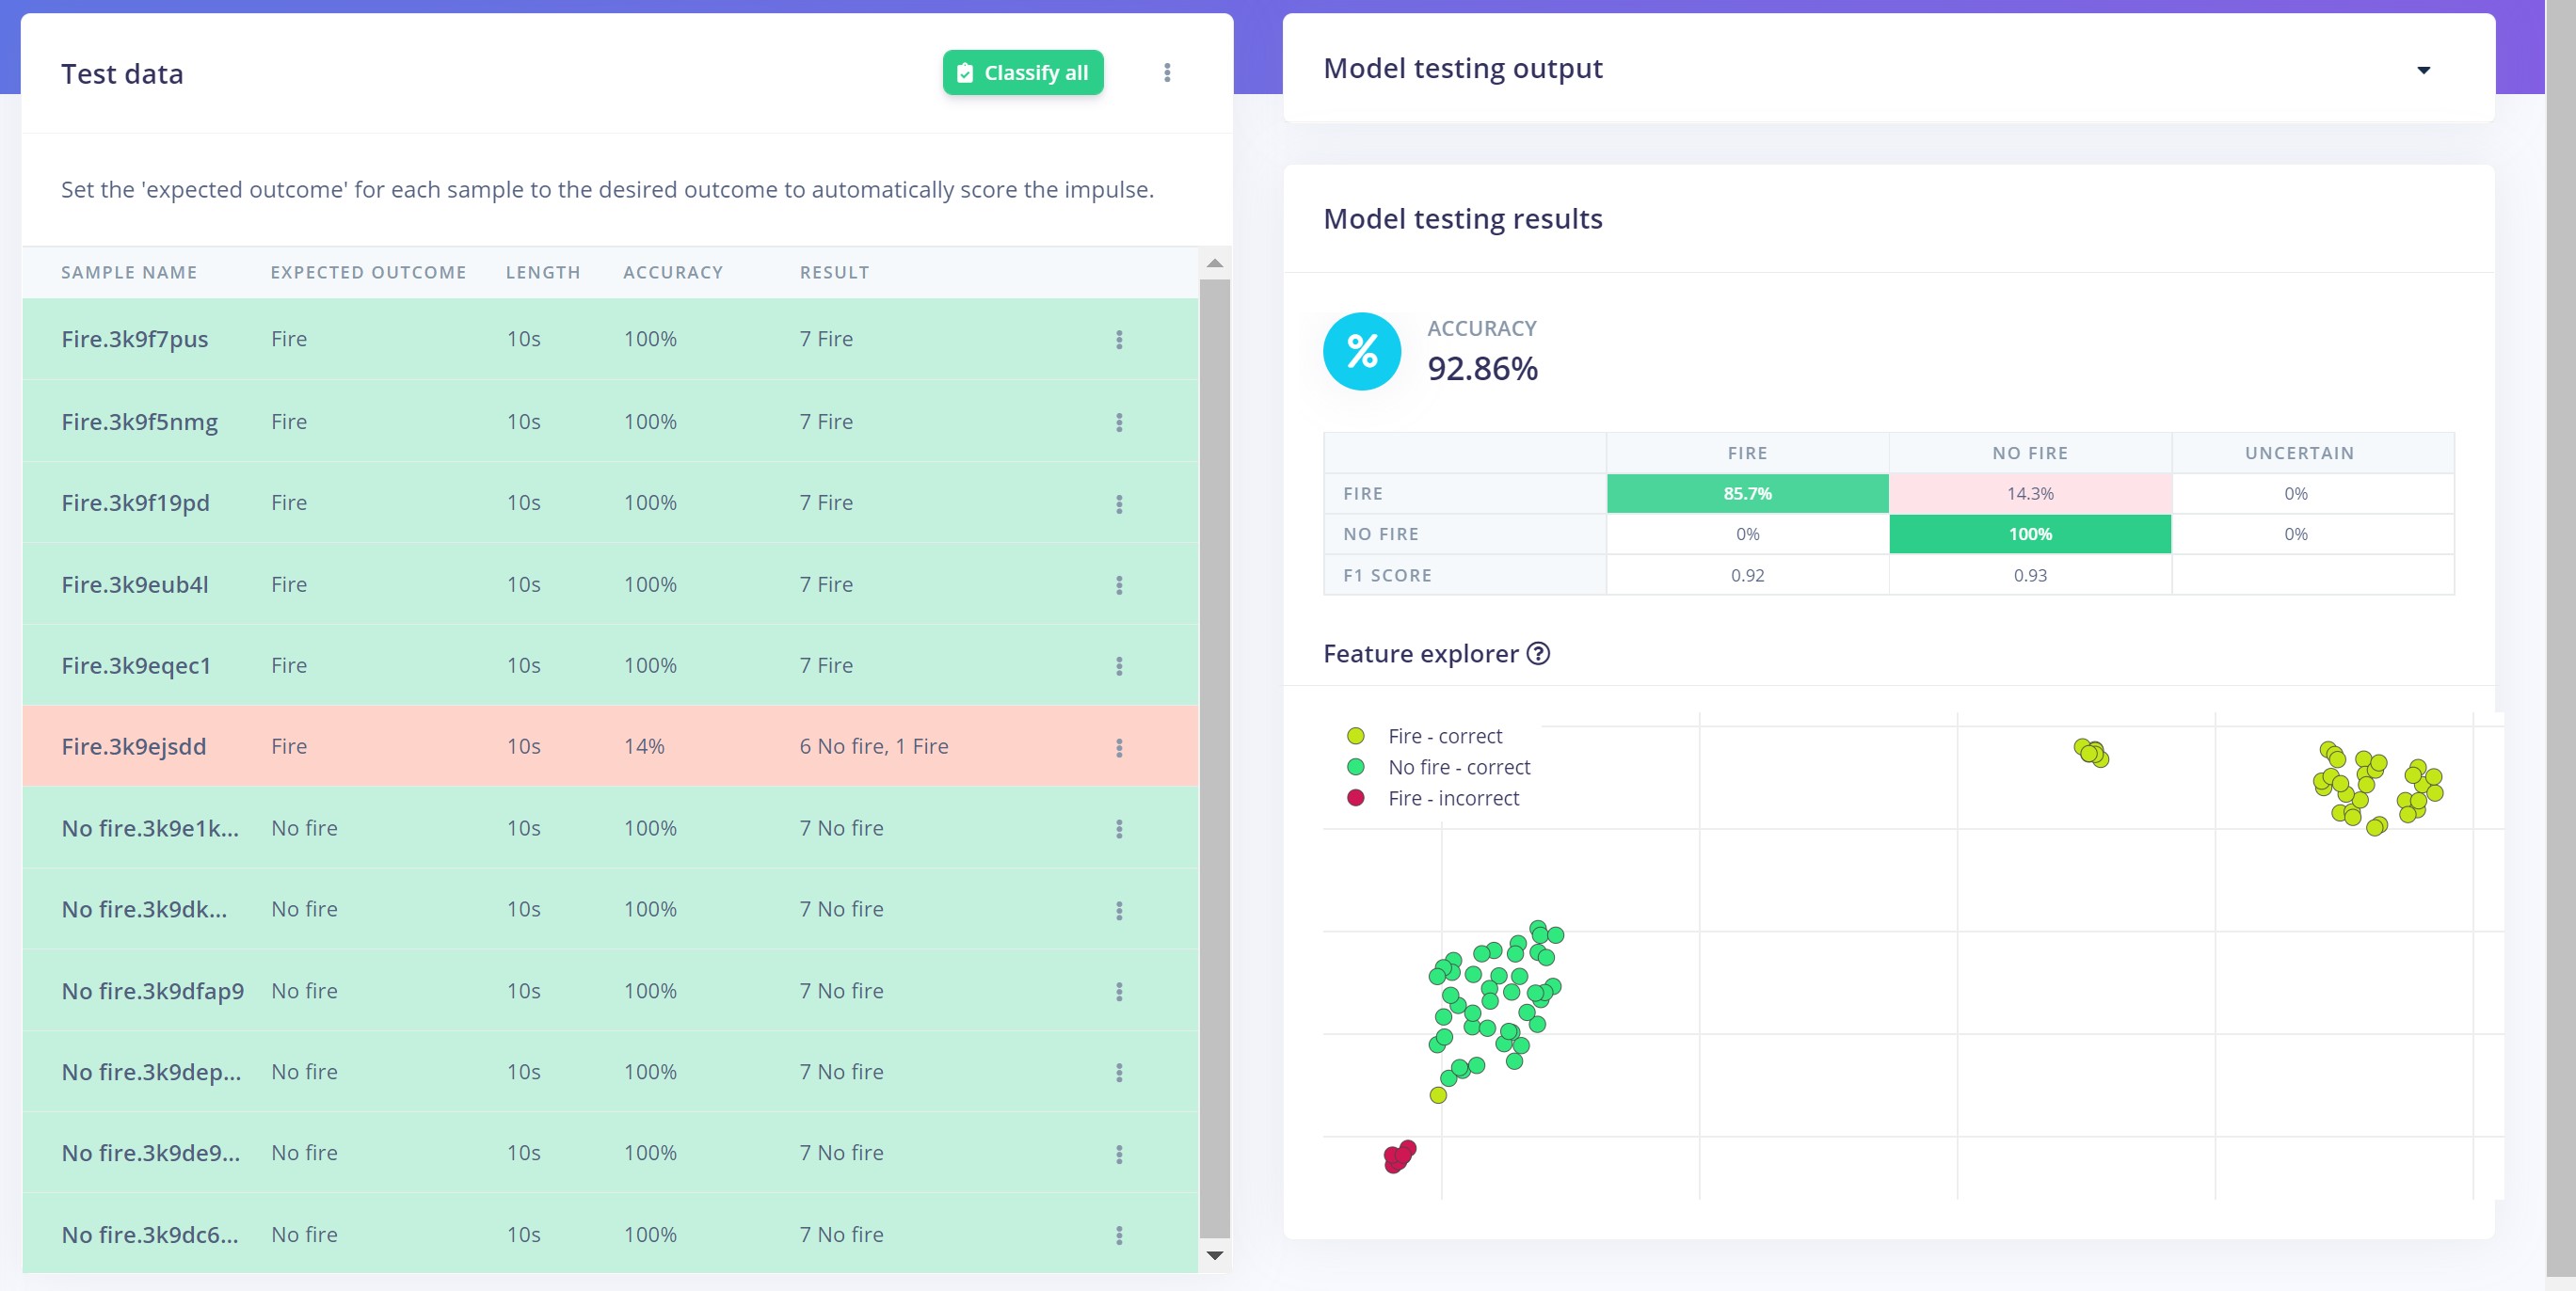 Test data
Classify all
Set the 'expected outcome' for each sample to the desired outcome to automatically score the impulse.
SAMPLE NAME EXPECTED OUTCOME LENGTH ACCURACY RESULT
Fire.3k9f7pus Fire 10s 100% 7 Fire
Fire.3k9f5nmg Fire 10s 100% 7 Fire
Fire.3k9f19pd Fire 10s 100% 7 Fire
Fire.3k9eub4l Fire 10s 100% 7 Fire
Fire.3k9eqec1 Fire 10s 100% 7 Fire
Fire.3k9ejsdd Fire 10s 14% 6 No fire, 1 Fire
No fire.3k9e1k... No fire 10s 100% 7 No fire
No fire.3k9dk... No fire 10s 100% 7 No fire
No fire.3k9dfap9 No fire 10s 100% 7 No fire
No fire.3k9dep... No fire 10s 100% 7 No fire
No fire.3k9de9... No fire 10s 100% 7 No fire
No fire.3k9dc6... No fire 10s 100% 7 No fire
Model testing output
Model testing results
%
ACCURACY
92.86%
FIRE NO FIRE UNCERTAIN
FIRE 85.7% 14.3% 0%
NO FIRE 0% 100% 0%
F1 SCORE 0.92 0.93
Feature explorer ?
Fire - correct
No fire - correct
Fire - incorrect